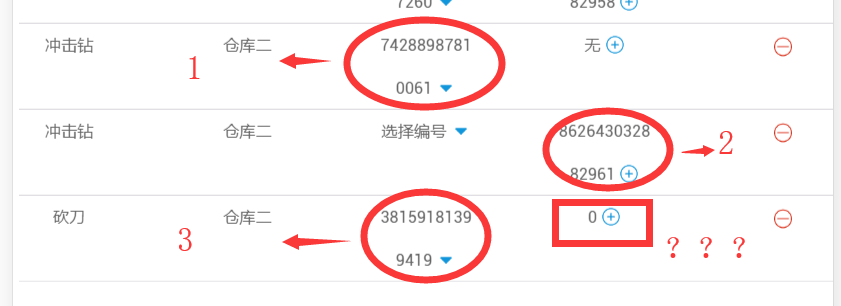 7260 82958
冲击钻 仓库二 7428898781 无
1
0061
冲击钻 仓库二 选择编号 8626430328
2
82961
砍刀 仓库二 3815918139 0
3 ？？？
9419